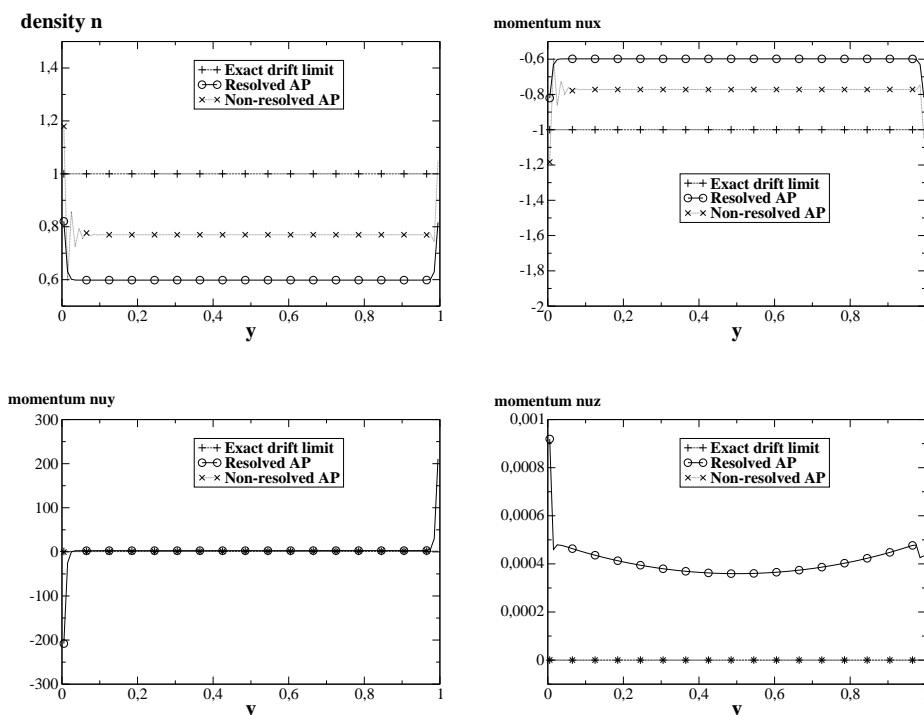 density n
1,4
1,2
1
0,8
0,6
Exact drift limit
Resolved AP
Non-resolved AP
0
0,2
0,4
0,6
0,8
1
y
momentum nux
-0,6
-0,8
-1
-1,2
-1,4
-1,6
-1,8
-2
Exact drift limit
Resolved AP
Non-resolved AP
0
0,2
0,4
0,6
0,8
y
momentum nuy
300
200
100
0
-100
-200
-300
Exact drift limit
Resolved AP
Non-resolved AP
0
0,2
0,4
0,6
0,8
1
y
momentum nuz
0,001
0,0008
0,0006
0,0004
0,0002
0
Exact drift limit
Resolved AP
Non-resolved AP
0
0,2
0,4
0,6
0,8
y